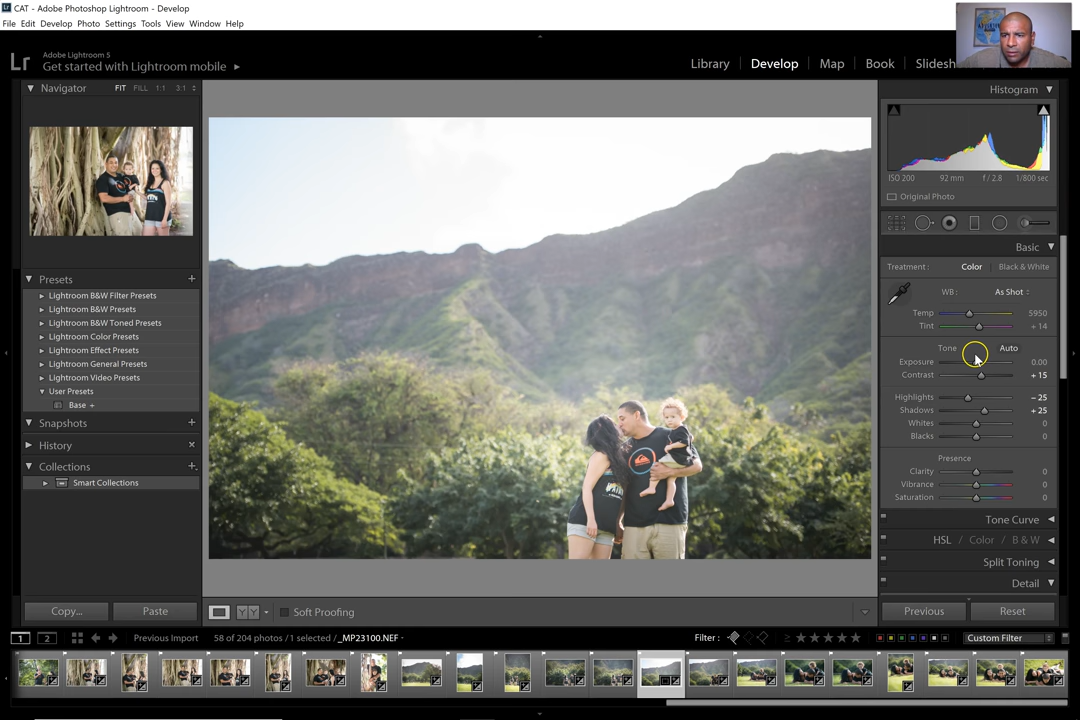 CAT - Adobe Photoshop Lightroom - Develop
File Edit Develop Photo Settings Tools View Window Help
Lr
Adobe Lightroom 5
Get started with Lightroom mobile
Library | Develop | Map | Book | Slidesh
Navigator FIT FILL 1:1 3:1
Presets
Lightroom B&W Filter Presets
Lightroom B&W Presets
Lightroom B&W Toned Presets
Lightroom Color Presets
Lightroom Effect Presets
Lightroom General Presets
Lightroom Video Presets
User Presets
Base +
Snapshots
History
Collections
Smart Collections
Copy... Paste
Histogram
ISO 200 92 mm f / 2.8 1/800 sec
Original Photo
Basic
Treatment : Color | Black & White
WB : As Shot
Temp 5950
Tint + 14
Tone Auto
Exposure 0.00
Contrast + 15
Highlights – 25
Shadows + 25
Whites 0
Blacks 0
Presence
Clarity 0
Vibrance 0
Saturation 0
Tone Curve
HSL / Color / B & W
Split Toning
Detail
Soft Proofing
Previous Reset
1 2 Previous Import 58 of 204 photos / 1 selected / _MP23100.NEF Filter : Custom Filter